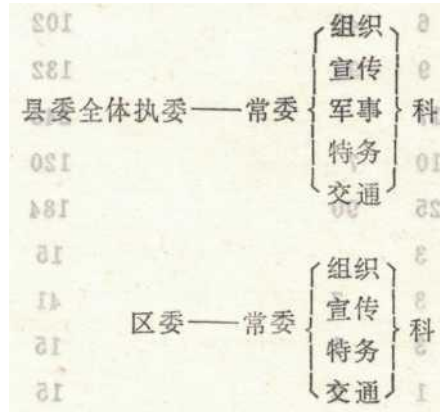 组织
宣传
县委全体执委——常委 军事 科
特务
交通
组织
宣传
区委——常委 科
特务
交通